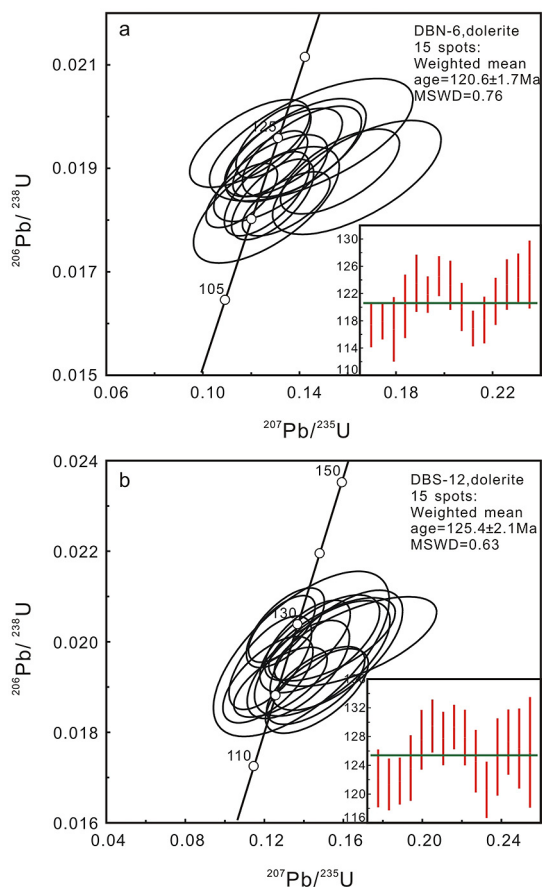 a
DBN-6,dolerite
15 spots:
Weighted mean
age=120.6±1.7Ma
MSWD=0.76
0.021
125
0.019
206Pb/ 238U
130
126
0.017
105
122
118
114
110
0.015
0.06
0.10
0.14
0.18
0.22
207Pb/235U
0.024
b
150
DBS-12,dolerite
15 spots:
Weighted mean
age=125.4±2.1Ma
MSWD=0.63
0.022
130
0.020
206Pb/ 238U
136
132
0.018
110
128
124
120
116
0.016
0.04
0.08
0.12
0.16
0.20
0.24
207Pb/235U